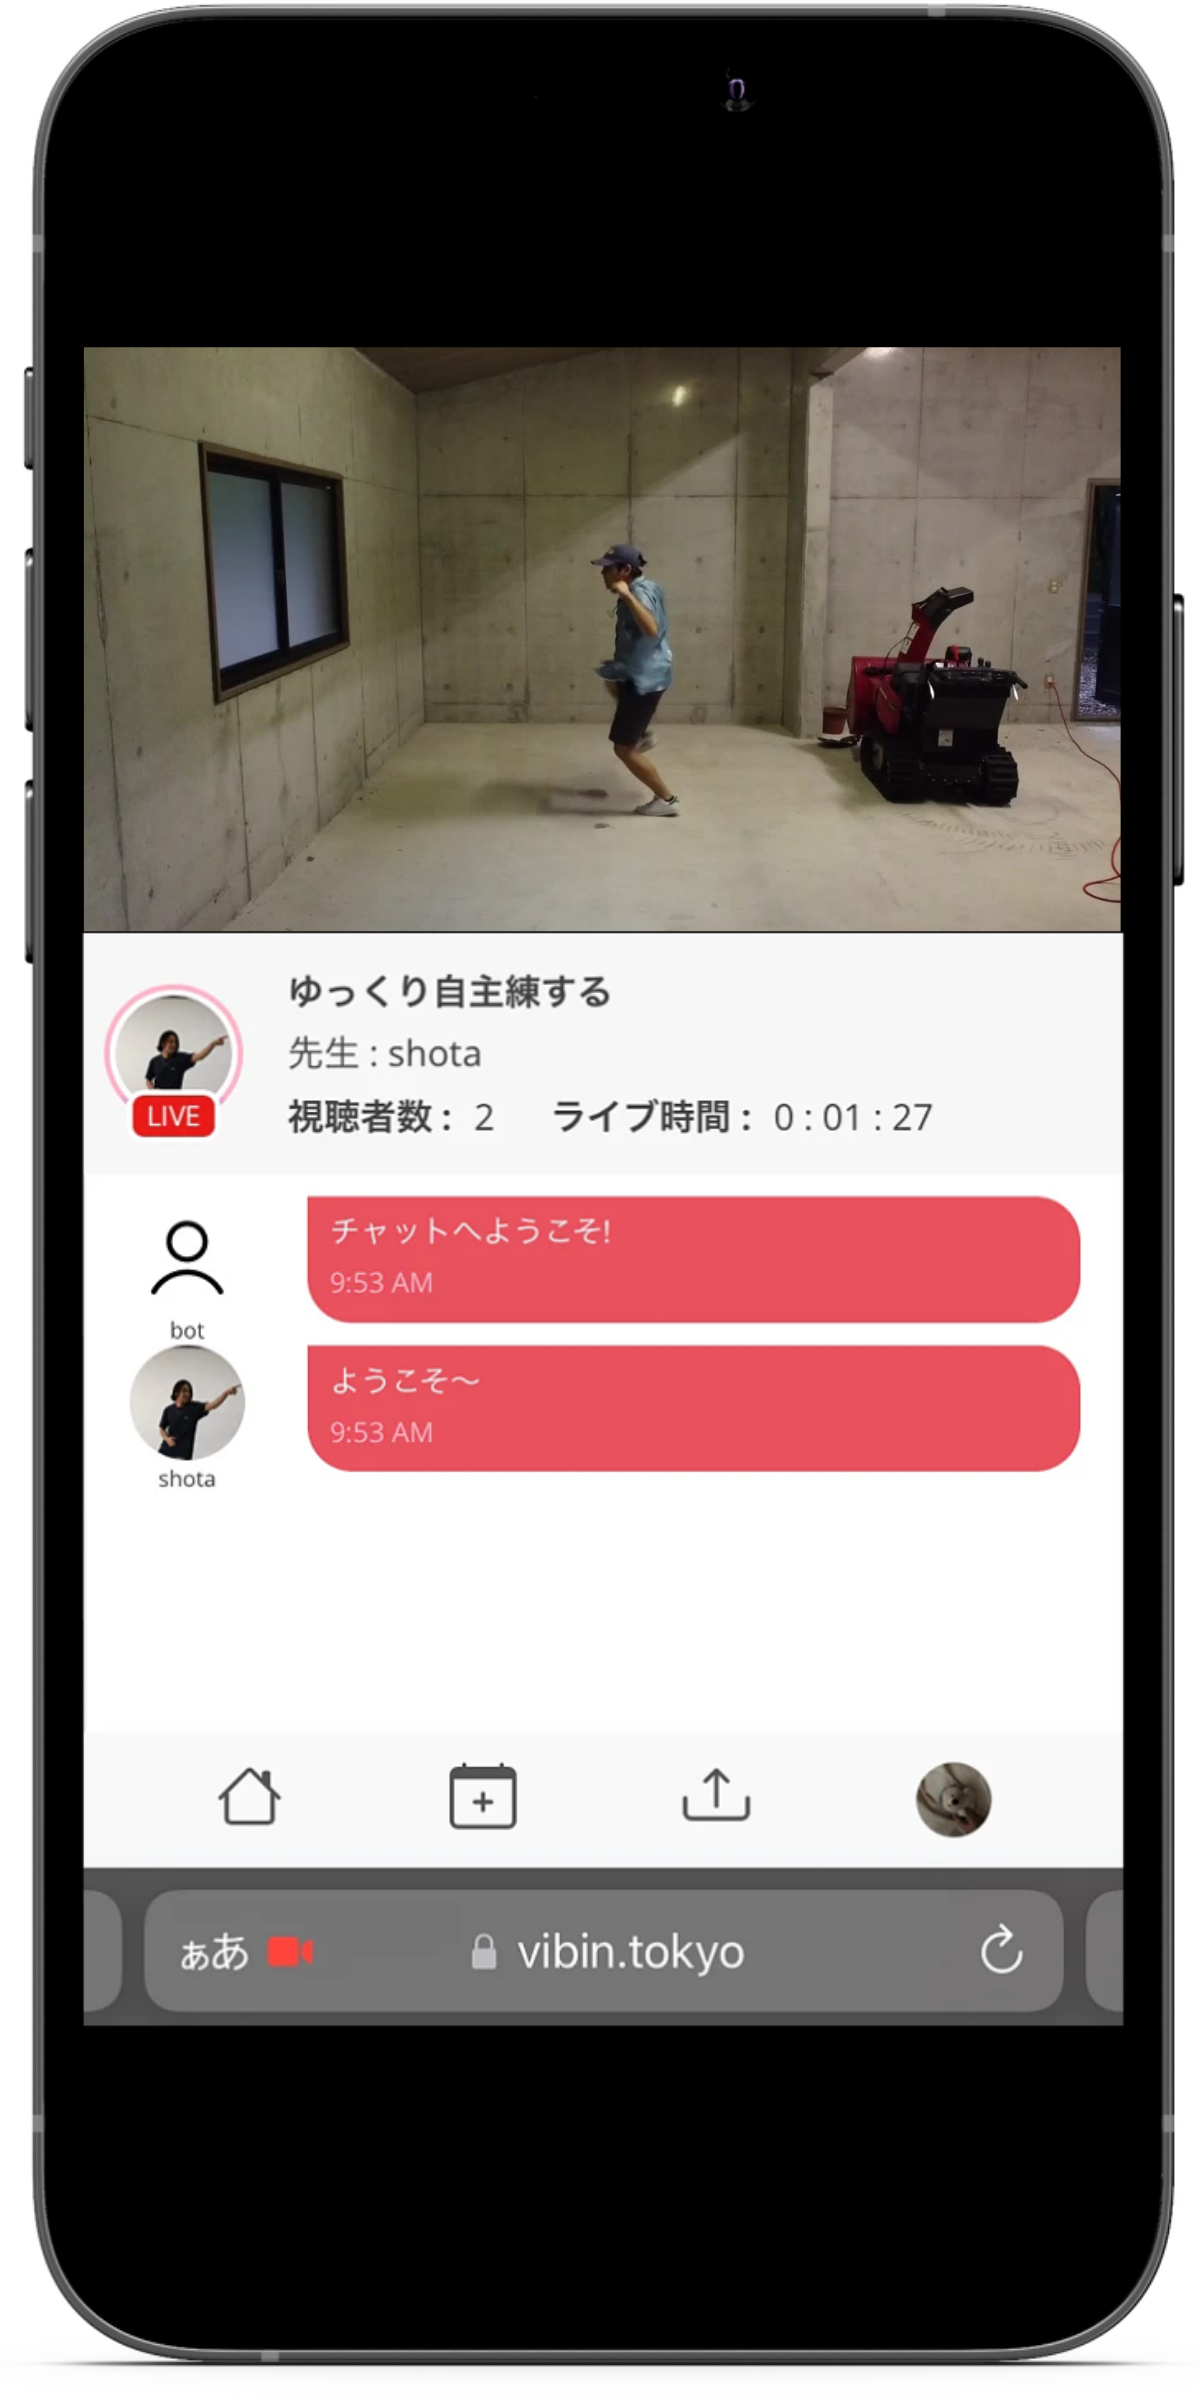 ゆっくり自主練する
先生 : shota
視聴者数 : 2 ライブ時間 : 0 : 01 : 27
LIVE
チャットへようこそ!
9:53 AM
bot
ようこそ〜
9:53 AM
shota
ぁあ vibin.tokyo